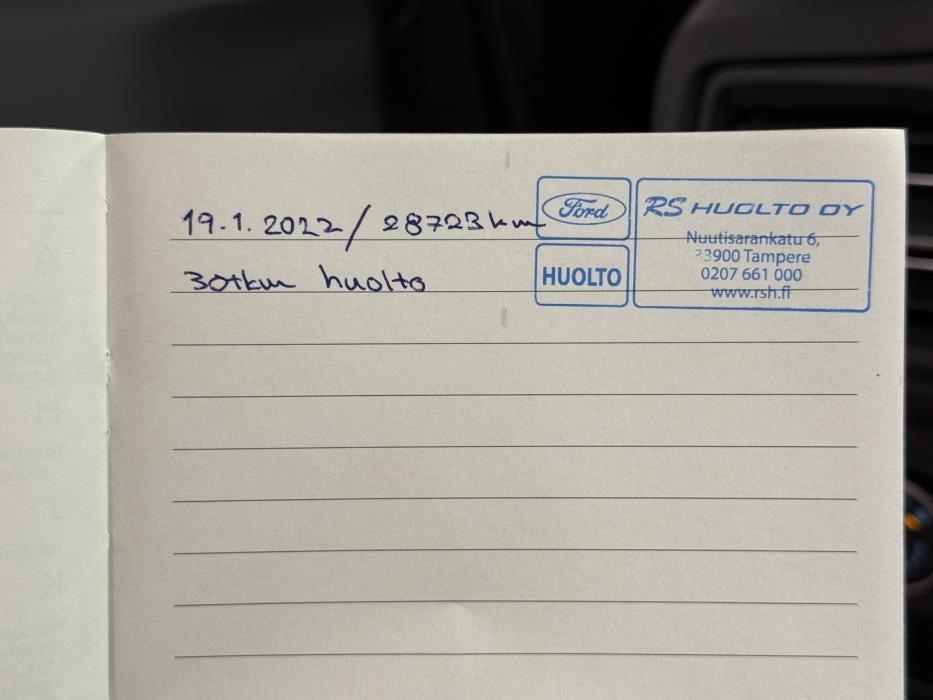 19.1.2022 / 28723km
30tkm huolto
Ford
HUOLTO
RS HUOLTO OY
Nuutisarankatu 6,
33900 Tampere
0207 661 000
www.rsh.fi
H
J
K